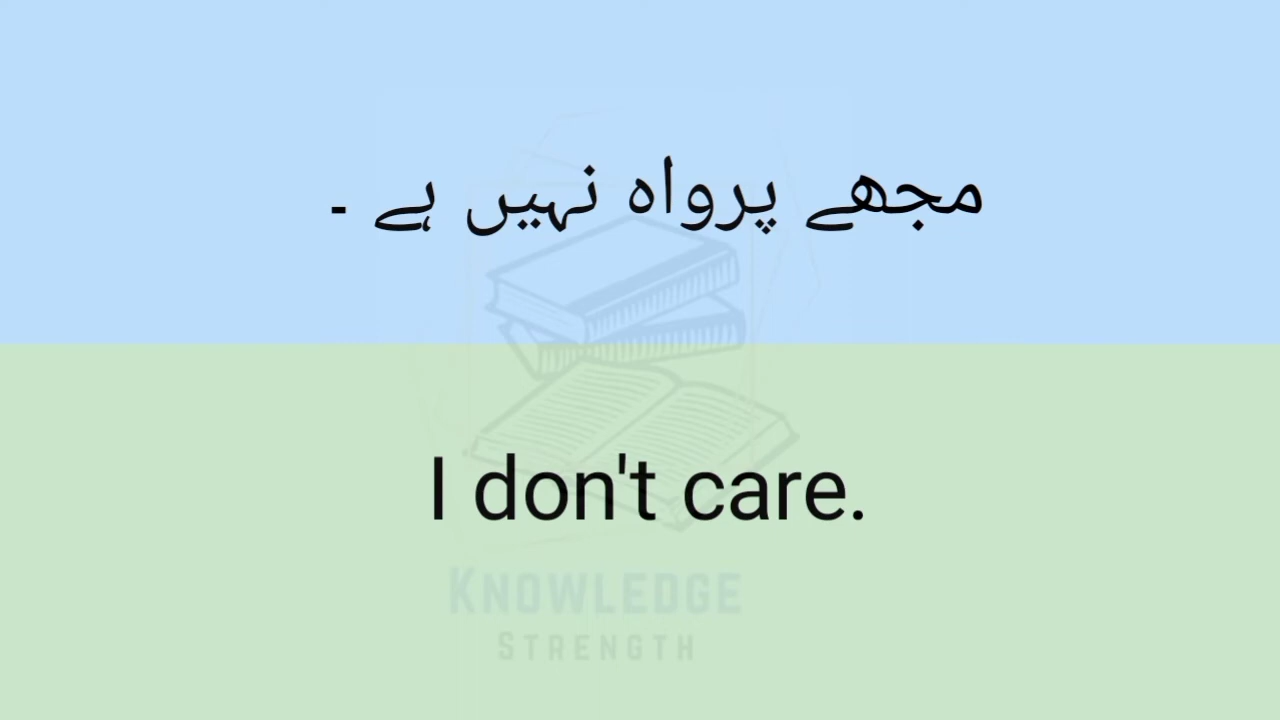 مجھے پرواہ نہیں ہے ۔
I don't care.
KNOWLEDGE
STRENGTH